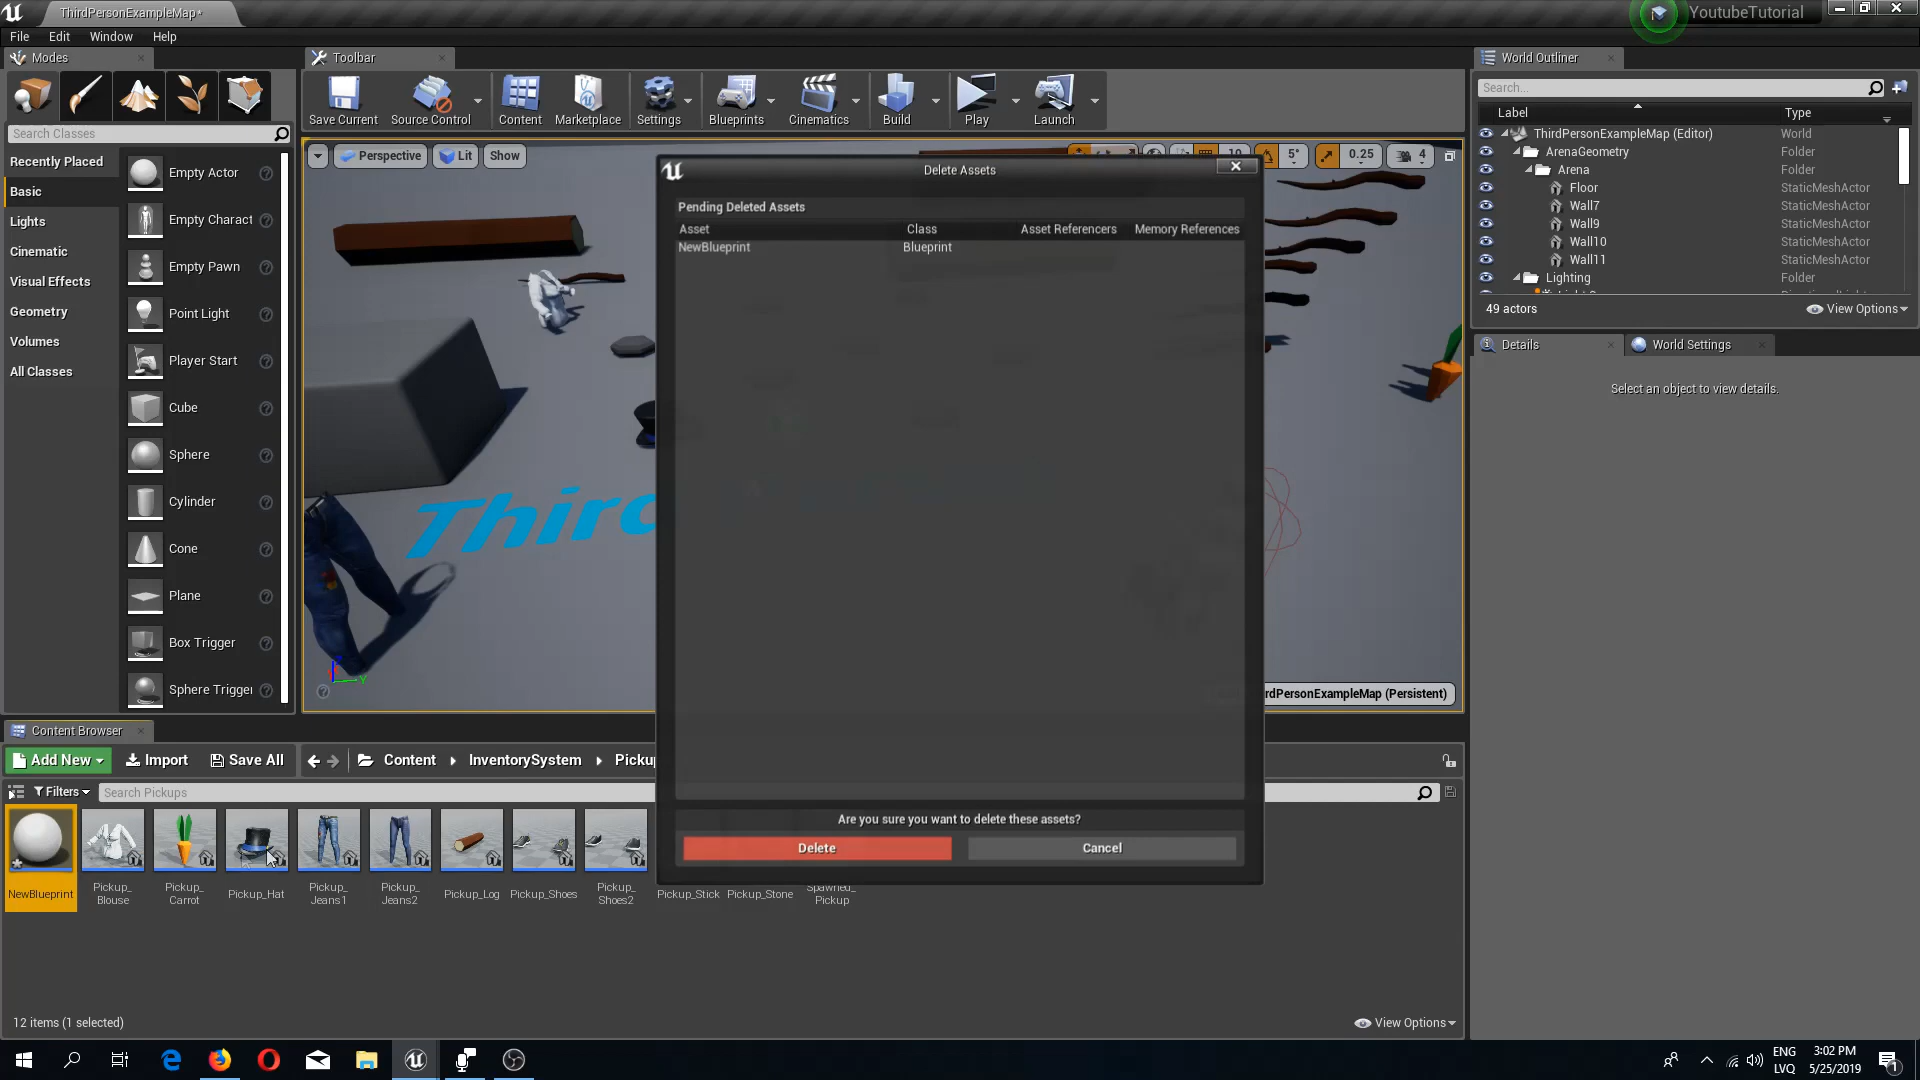 ThirdPersonExampleMap*
YoutubeTutorial
File Edit Window Help
Modes
Toolbar
World Outliner
Save Current
Source Control
Content
Marketplace
Settings
Blueprints
Cinematics
Build
Play
Launch
Search...
Label Type
ThirdPersonExampleMap (Editor) World
ArenaGeometry Folder
Arena Folder
Floor StaticMeshActor
Wall7 StaticMeshActor
Wall9 StaticMeshActor
Wall10 StaticMeshActor
Wall11 StaticMeshActor
Lighting Folder
49 actors
View Options
Search Classes
Recently Placed
Basic
Lights
Cinematic
Visual Effects
Geometry
Volumes
All Classes
Empty Actor
Empty Charact
Empty Pawn
Point Light
Player Start
Cube
Sphere
Cylinder
Cone
Plane
Box Trigger
Sphere Trigger
Perspective Lit Show
10 5° 0.25 4
Third
Delete Assets
Pending Deleted Assets
Asset Class Asset Referencers Memory References
NewBlueprint Blueprint
Are you sure you want to delete these assets?
Delete Cancel
rdPersonExampleMap (Persistent)
Details
World Settings
Select an object to view details.
Content Browser
Add New Import Save All Content InventorySystem Picku
Filters Search Pickups
NewBlueprint
Pickup_
Blouse
Pickup_
Carrot
Pickup_Hat
Pickup_
Jeans1
Pickup_
Jeans2
Pickup_Log
Pickup_Shoes
Pickup_
Shoes2
Pickup_Stick
Pickup_Stone
Spawned_
Pickup
12 items (1 selected)
View Options
ENG
LVQ
3:02 PM
5/25/2019
1